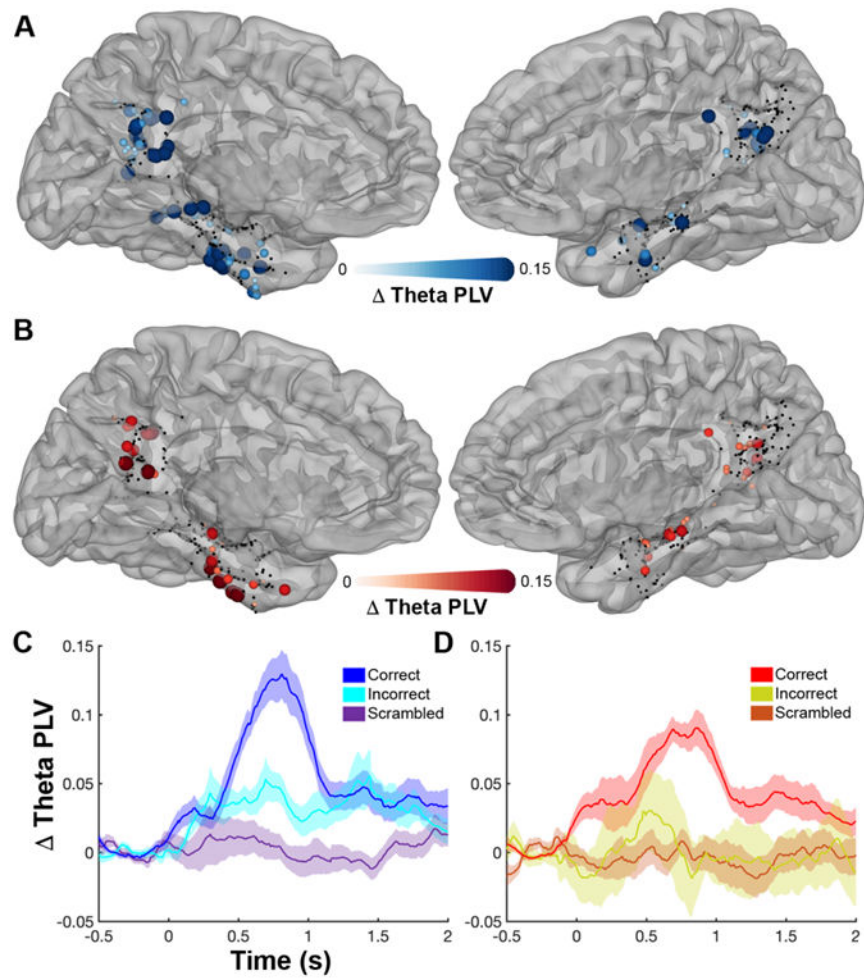 A
0 0.15
Δ Theta PLV
B
0 0.15
Δ Theta PLV
C
0.15
0.1
0.05
0
-0.05
Δ Theta PLV
Correct
Incorrect
Scrambled
-0.5 0 0.5 1 1.5 2
Time (s)
D
0.15
0.1
0.05
0
-0.05
Correct
Incorrect
Scrambled
-0.5 0 0.5 1 1.5 2